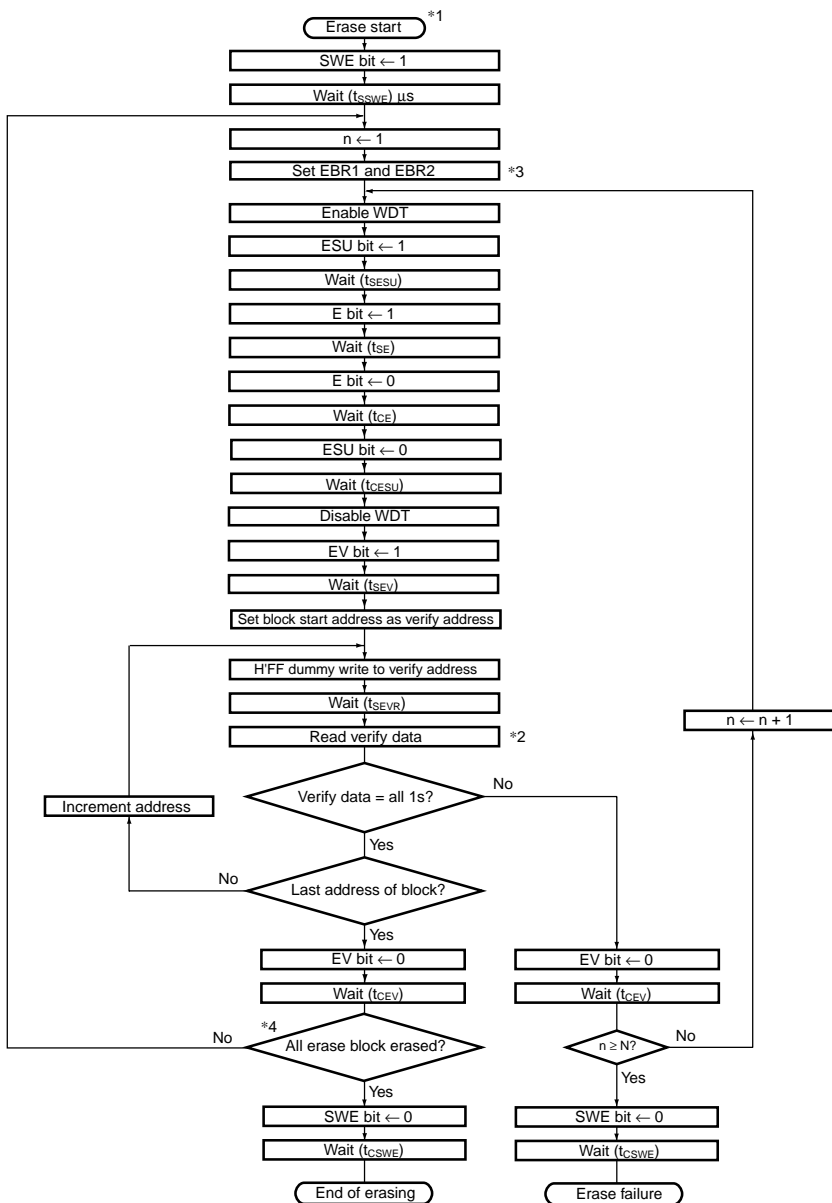 Erase start *1
SWE bit ← 1
Wait (tSSWE) μs
n ← 1
Set EBR1 and EBR2 *3
Enable WDT
ESU bit ← 1
Wait (tSESU)
E bit ← 1
Wait (tSE)
E bit ← 0
Wait (tCE)
ESU bit ← 0
Wait (tCESU)
Disable WDT
EV bit ← 1
Wait (tSEV)
Set block start address as verify address
H'FF dummy write to verify address
Wait (tSEVR)
n ← n + 1
Read verify data *2
Verify data = all 1s?
No
Increment address
Yes
Last address of block?
No
Yes
EV bit ← 0
EV bit ← 0
Wait (tCEV)
Wait (tCEV)
*4
No
All erase block erased?
n ≥ N?
No
Yes
Yes
SWE bit ← 0
SWE bit ← 0
Wait (tCSWE)
Wait (tCSWE)
End of erasing
Erase failure